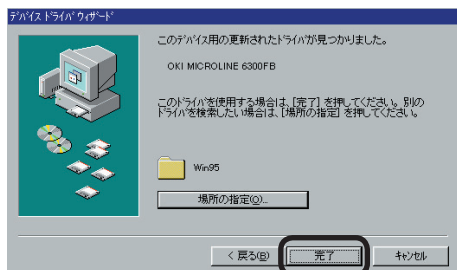 ﾃﾞﾊﾞｲｽ ﾄﾞﾗｲﾊﾞ ｳｨｻﾞｰﾄﾞ
このﾃﾞﾊﾞｲｽ用の更新されたﾄﾞﾗｲﾊﾞが見つかりました。
OKI MICROLINE 6300FB
このﾄﾞﾗｲﾊﾞを使用する場合は、[完了] を押してください。別の
ﾄﾞﾗｲﾊﾞを検索したい場合は、[場所の指定] を押してください。
Win95
場所の指定(O)...
< 戻る(B)
完了
ｷｬﾝｾﾙ